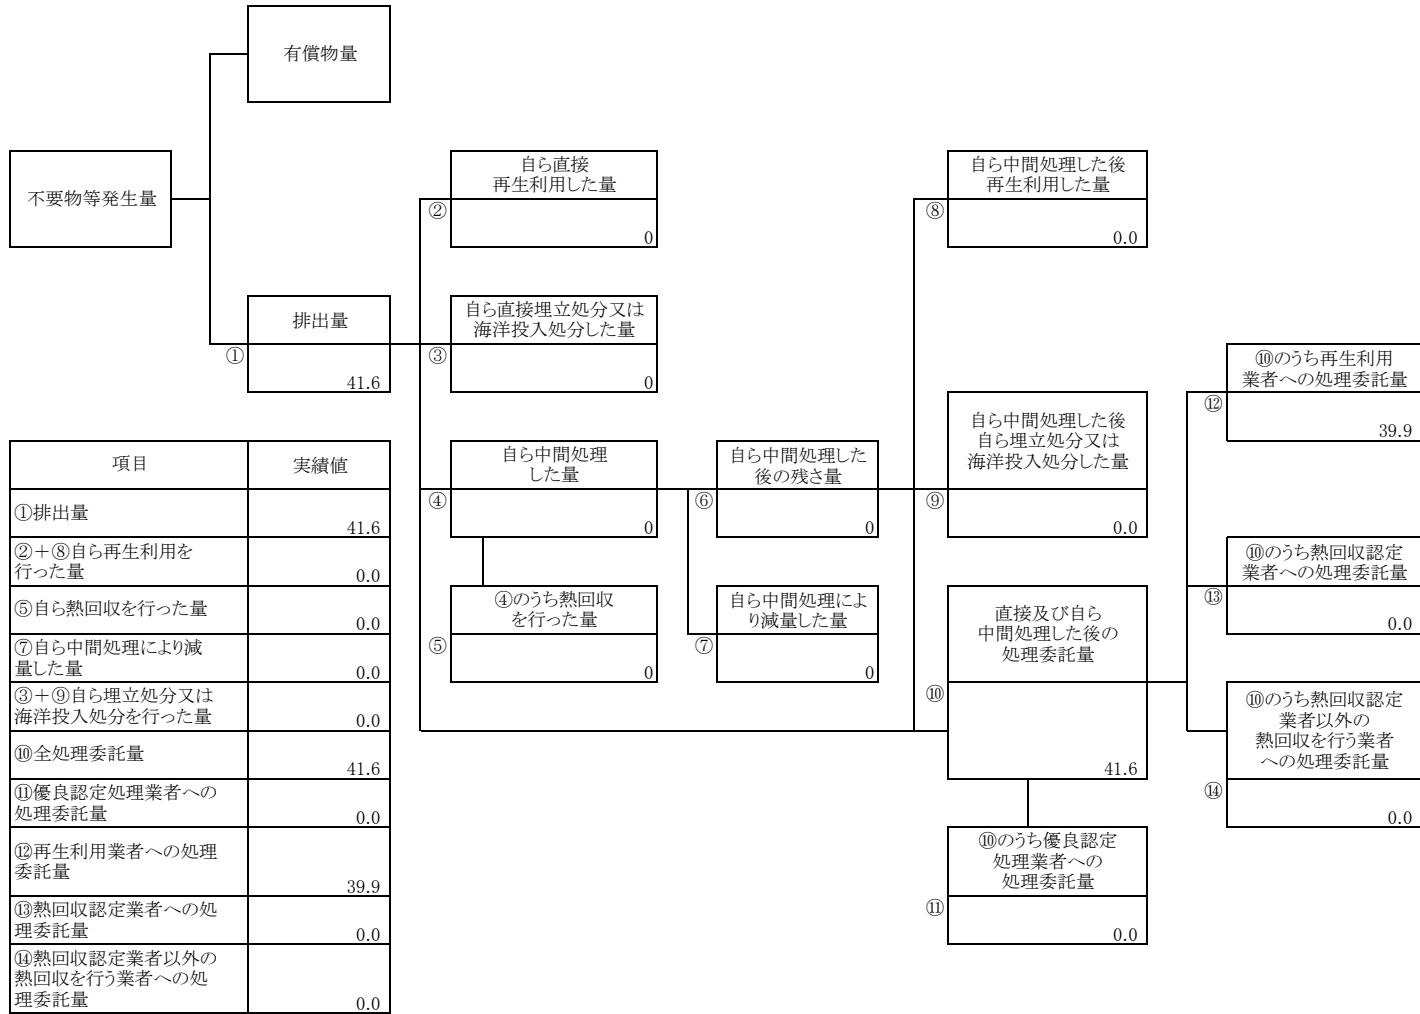 有償物量
不要物等発生量
自ら直接
再生利用した量
②
0
自ら中間処理した後
再生利用した量
⑧
0.0
排出量
①
41.6
自ら直接埋立処分又は
海洋投入処分した量
③
0
⑩のうち再生利用
業者への処理委託量
⑫
39.9
自ら中間処理
した量
④
0
自ら中間処理した
後の残さ量
⑥
0
自ら中間処理した後
自ら埋立処分又は
海洋投入処分した量
⑨
0.0
⑩のうち熱回収認定
業者への処理委託量
⑬
0.0
④のうち熱回収
を行った量
⑤
0
自ら中間処理によ
り減量した量
⑦
0
直接及び自ら
中間処理した後の
処理委託量
⑩
41.6
⑩のうち熱回収認定
業者以外の
熱回収を行う業者
への処理委託量
⑭
0.0
⑩のうち優良認定
処理業者への
処理委託量
⑪
0.0
項目 実績値
①排出量
41.6
②＋⑧自ら再生利用を
行った量 0.0
⑤自ら熱回収を行った量
0.0
⑦自ら中間処理により減
量した量 0.0
③＋⑨自ら埋立処分又は
海洋投入処分を行った量 0.0
⑩全処理委託量
41.6
⑪優良認定処理業者への
処理委託量 0.0
⑫再生利用業者への処理
委託量
39.9
⑬熱回収認定業者への処
理委託量 0.0
⑭熱回収認定業者以外の
熱回収を行う業者への処
理委託量 0.0